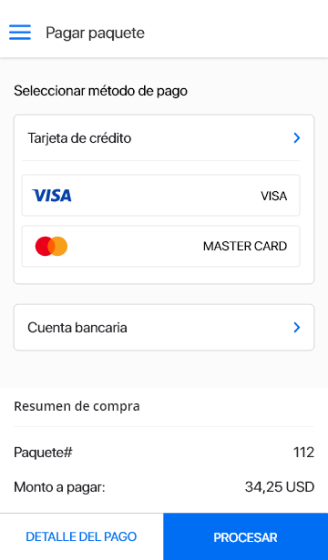 Pagar paquete
Seleccionar método de pago
Tarjeta de crédito
VISA VISA
MASTER CARD
Cuenta bancaria
Resumen de compra
Paquete# 112
Monto a pagar: 34,25 USD
DETALLE DEL PAGO PROCESAR